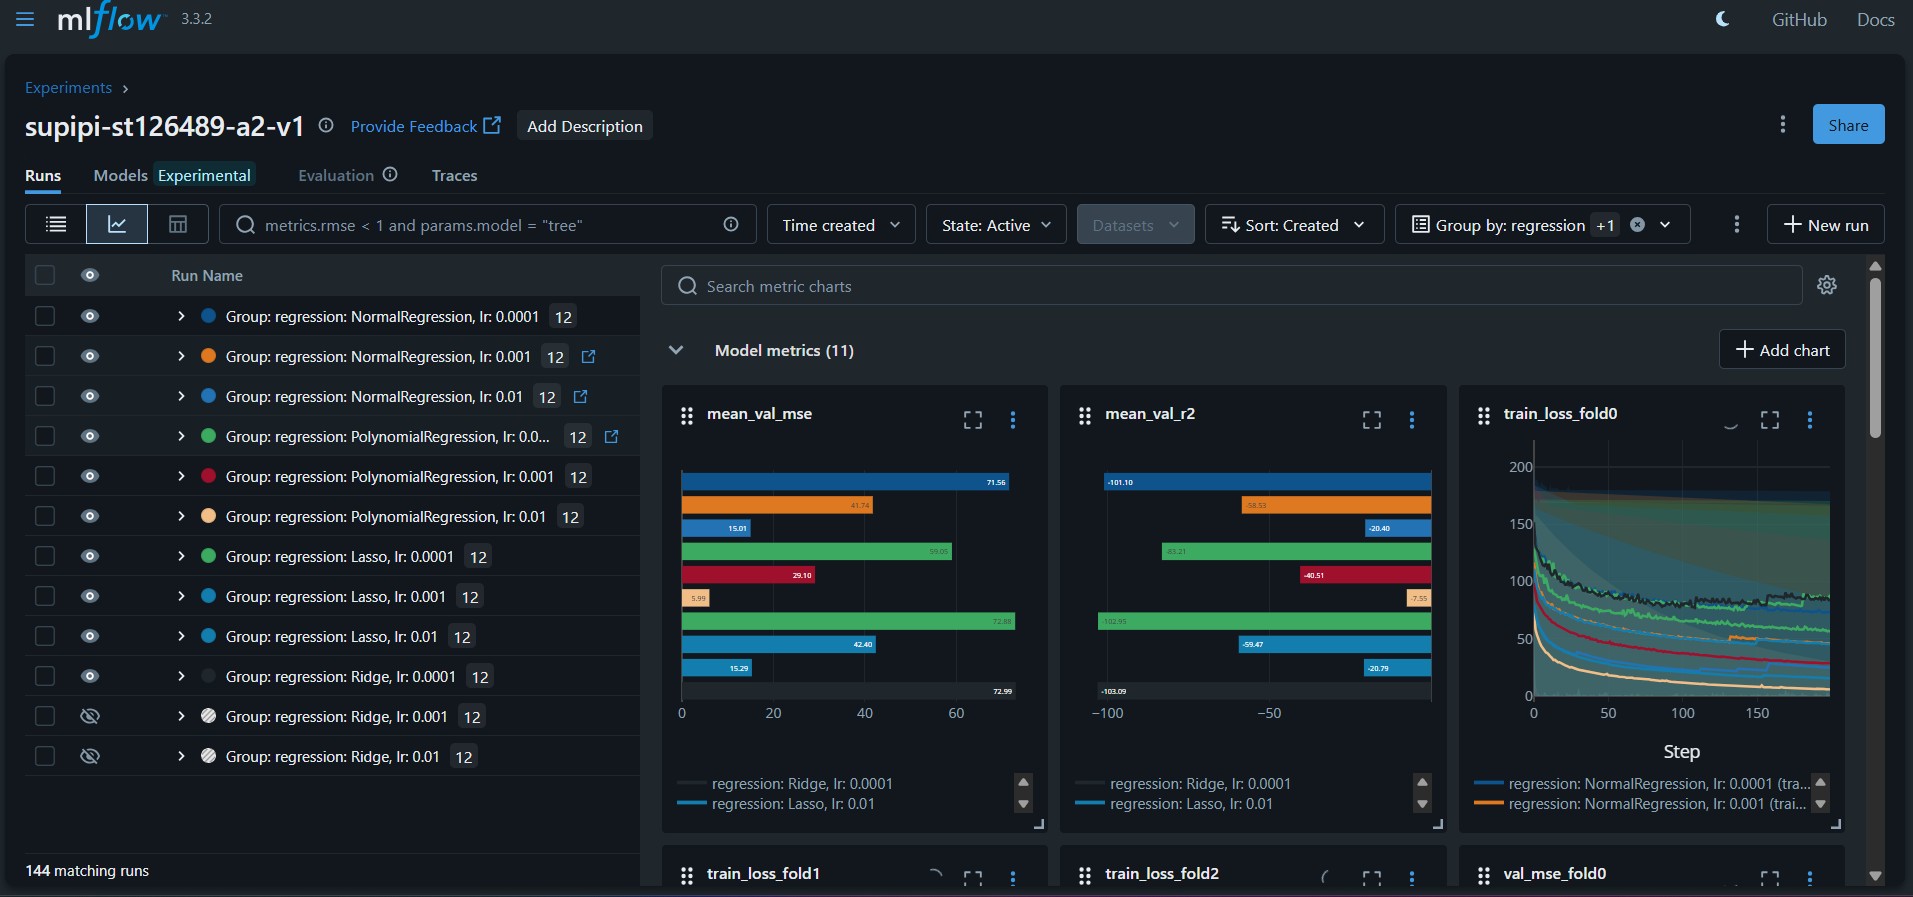 mlflow 3.3.2
GitHub Docs
Experiments
supipi-st126489-a2-v1 Provide Feedback Add Description
Share
Runs Models Experimental Evaluation Traces
metrics.rmse < 1 and params.model = "tree" Time created State: Active Datasets Sort: Created Group by: regression +1 New run
Run Name
Group: regression: NormalRegression, lr: 0.0001 12
Group: regression: NormalRegression, lr: 0.001 12
Group: regression: NormalRegression, lr: 0.01 12
Group: regression: PolynomialRegression, lr: 0.0... 12
Group: regression: PolynomialRegression, lr: 0.001 12
Group: regression: PolynomialRegression, lr: 0.01 12
Group: regression: Lasso, lr: 0.0001 12
Group: regression: Lasso, lr: 0.001 12
Group: regression: Lasso, lr: 0.01 12
Group: regression: Ridge, lr: 0.0001 12
Group: regression: Ridge, lr: 0.001 12
Group: regression: Ridge, lr: 0.01 12
144 matching runs
Search metric charts
Model metrics (11)
Add chart
mean_val_mse
71.56
41.74
15.01
59.05
29.10
5.99
72.88
42.40
15.29
72.99
0 20 40 60
regression: Ridge, lr: 0.0001
regression: Lasso, lr: 0.01
mean_val_r2
-101.10
-58.53
-20.40
-83.21
-40.51
-7.55
-102.95
-59.47
-20.79
-103.09
−100 −50
regression: Ridge, lr: 0.0001
regression: Lasso, lr: 0.01
train_loss_fold0
200
150
100
50
0
0 50 100 150
Step
regression: NormalRegression, lr: 0.0001 (tra...
regression: NormalRegression, lr: 0.001 (trai...
train_loss_fold1
train_loss_fold2
val_mse_fold0